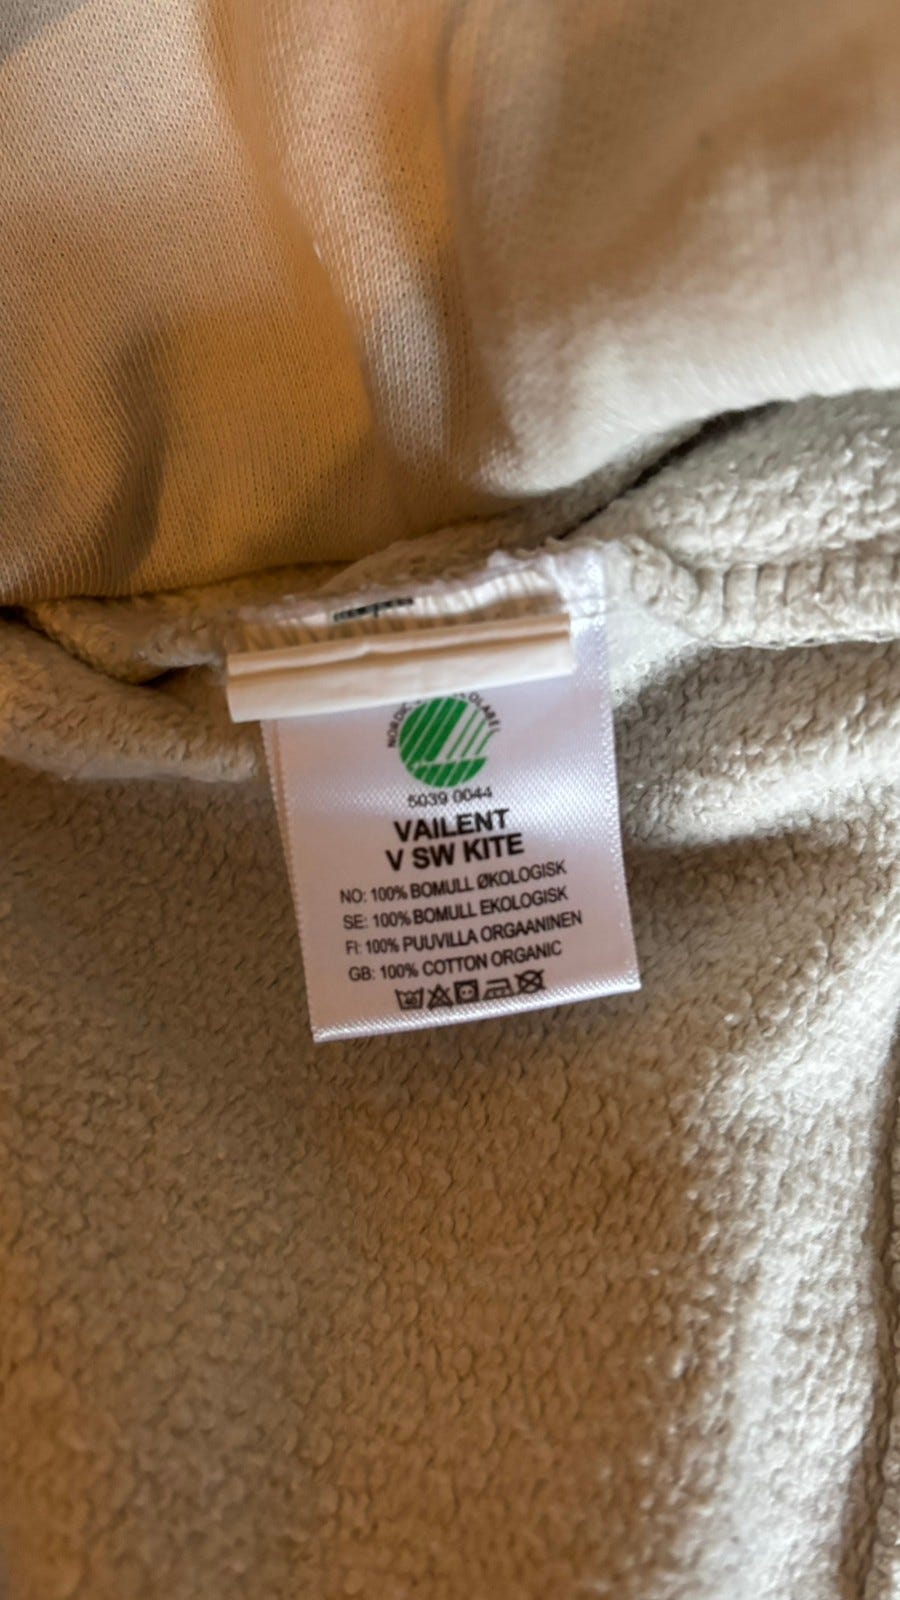 5039 0044
VAILENT
V SW KITE
NO: 100% BOMULL ØKOLOGISK
SE: 100% BOMULL EKOLOGISK
FI: 100% PUUVILLA ORGAANINEN
GB: 100% COTTON ORGANIC